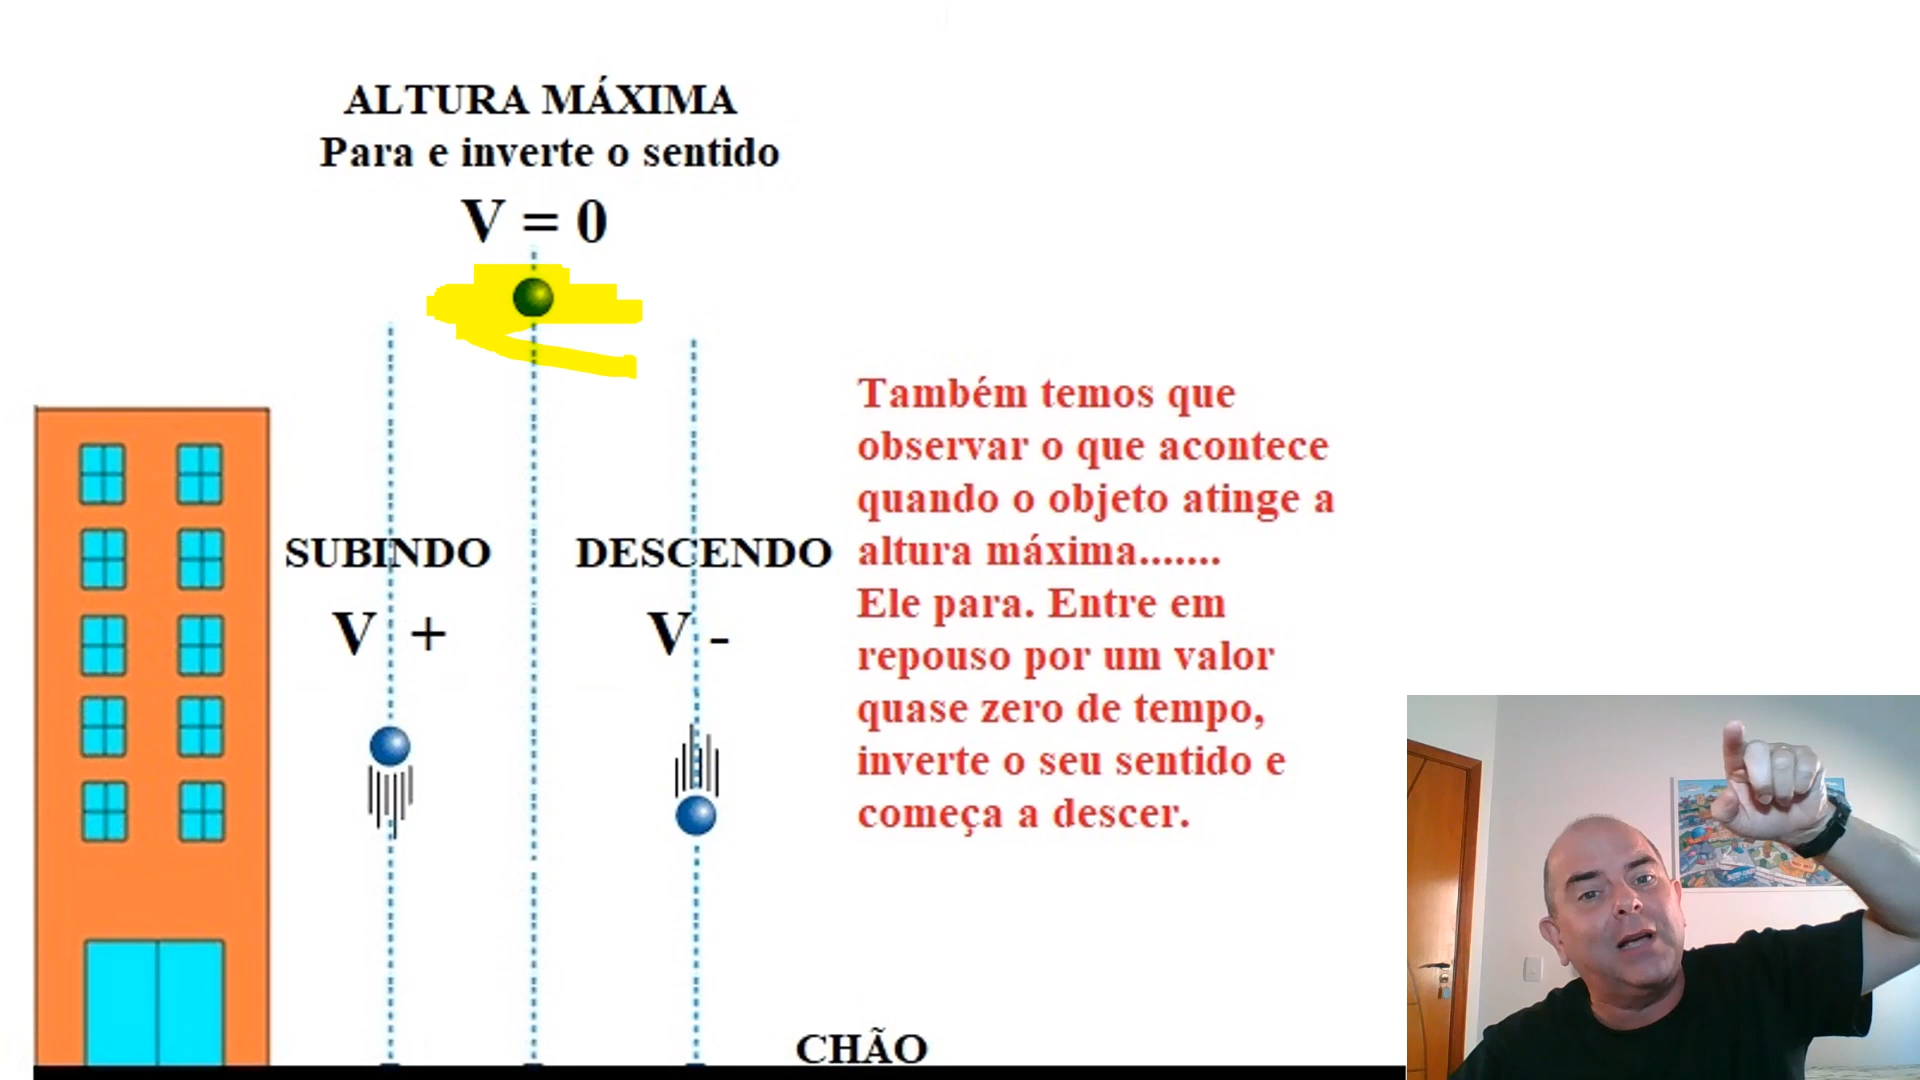 ALTURA MÁXIMA
Para e inverte o sentido
V = 0
SUBINDO
DESCENDO
V +
V -
Também temos que
observar o que acontece
quando o objeto atinge a
altura máxima.......
Ele para. Entre em
repouso por um valor
quase zero de tempo,
inverte o seu sentido e
começa a descer.
CHÃO